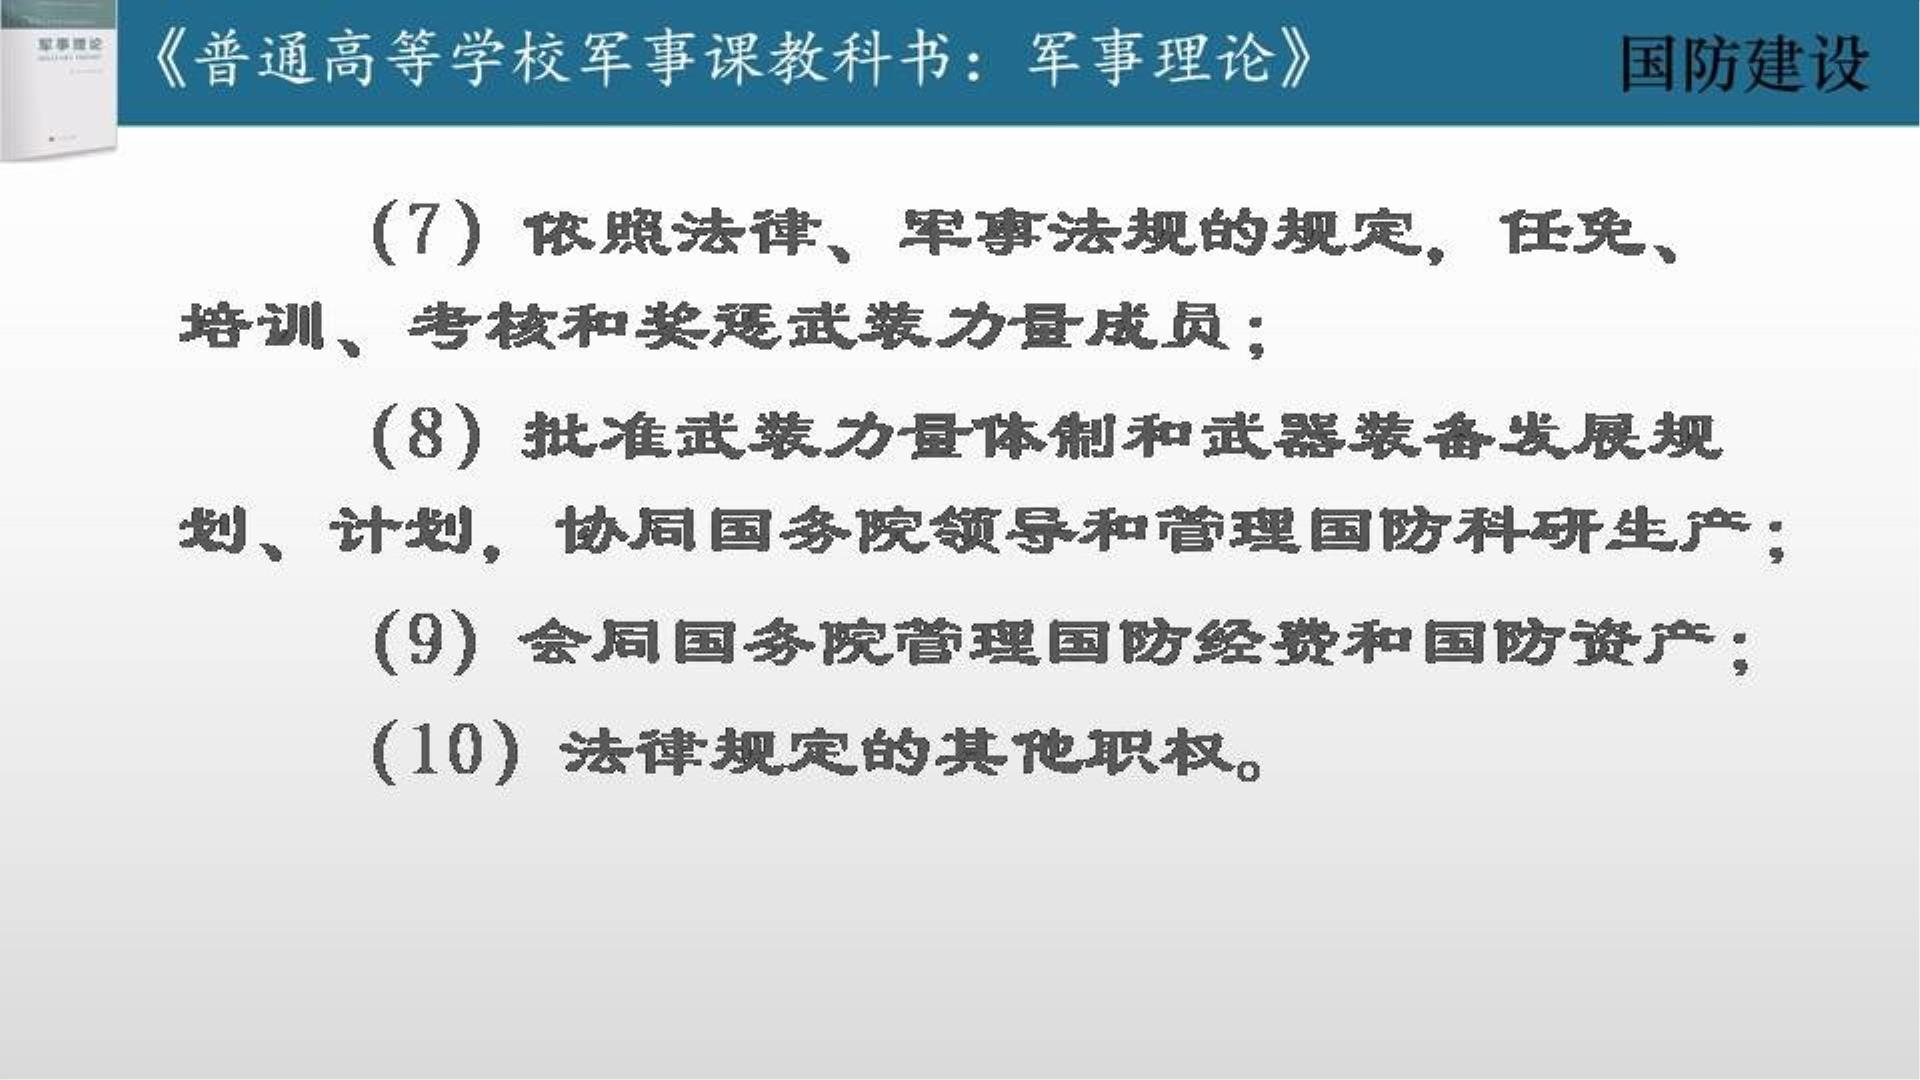 军事理论
《普通高等学校军事课教科书：军事理论》
国防建设
（7）依照法律、军事法规的规定，任免、
培训、考核和奖惩武装力量成员；
（8）批准武装力量体制和武器装备发展规
划、计划，协同国务院领导和管理国防科研生产；
（9）会同国务院管理国防经费和国防资产；
（10）法律规定的其他职权。